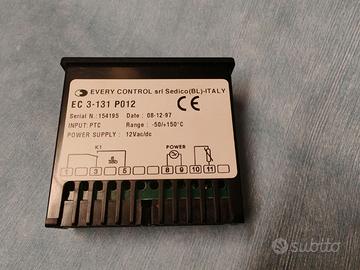 EVERY CONTROL srl Sedico(BL)-ITALY
EC 3-131 P012
Serial N.: 154195 Date : 08-12-97
INPUT: PTC Range : -50/+150°C
POWER SUPPLY : 12Vac/dc
CE
K1 POWER
1 3 5 8 9 10 11
subito